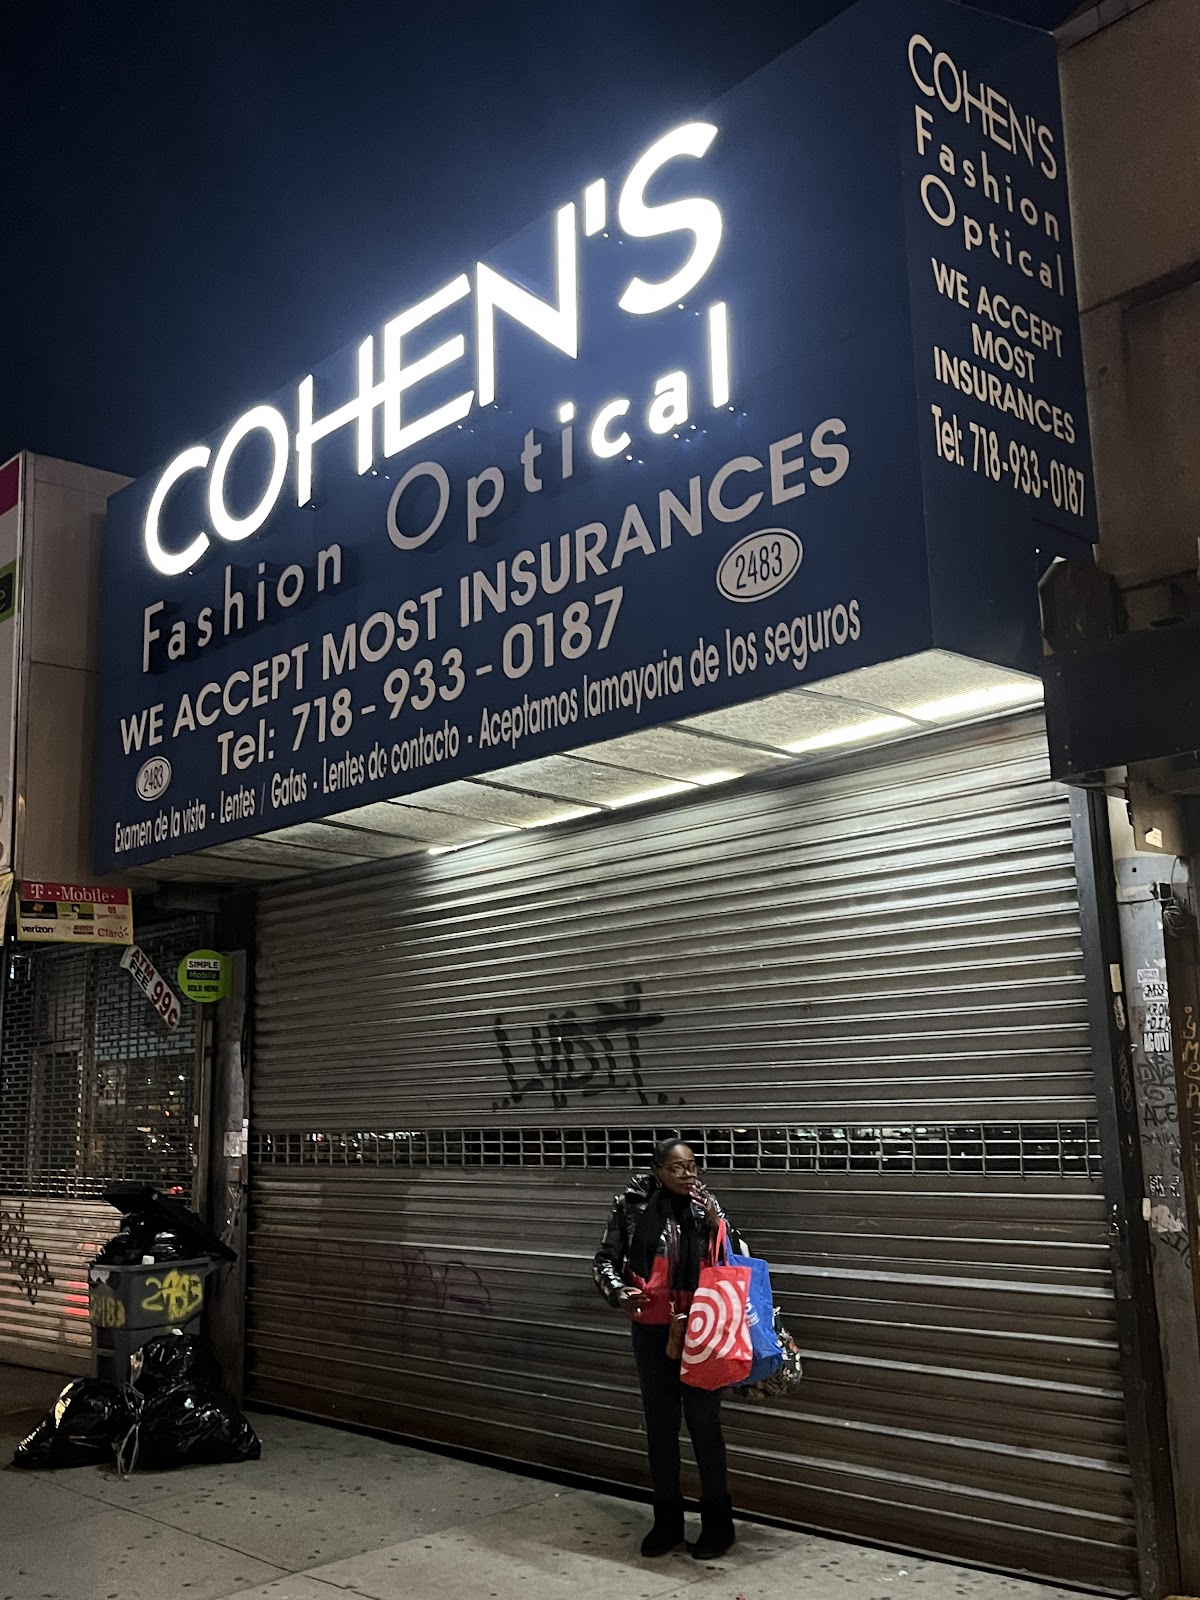 COHEN'S
Fashion Optical
WE ACCEPT MOST INSURANCES
Tel: 718-933-0187
2483
2483
Examen de la vista · Lentes / Gafas · Lentes de contacto · Aceptamos lamayoria de los seguros
COHEN'S
Fashion
Optical
WE ACCEPT
MOST
INSURANCES
Tel: 718-933-0187
T-Mobile
verizon
Claro
ATM
FEE 99¢
SIMPLE
Mobile
SOLD HERE
2483